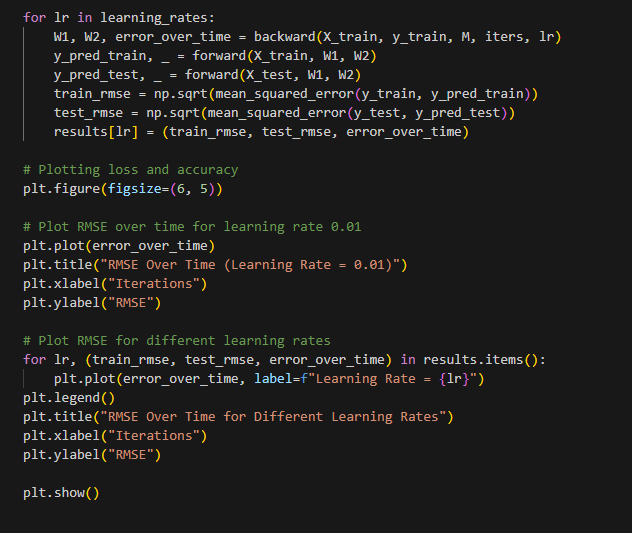 for lr in learning_rates:
    W1, W2, error_over_time = backward(X_train, y_train, M, iters, lr)
    y_pred_train, _ = forward(X_train, W1, W2)
    y_pred_test, _ = forward(X_test, W1, W2)
    train_rmse = np.sqrt(mean_squared_error(y_train, y_pred_train))
    test_rmse = np.sqrt(mean_squared_error(y_test, y_pred_test))
    results[lr] = (train_rmse, test_rmse, error_over_time)

# Plotting loss and accuracy
plt.figure(figsize=(6, 5))

# Plot RMSE over time for learning rate 0.01
plt.plot(error_over_time)
plt.title("RMSE Over Time (Learning Rate = 0.01)")
plt.xlabel("Iterations")
plt.ylabel("RMSE")

# Plot RMSE for different learning rates
for lr, (train_rmse, test_rmse, error_over_time) in results.items():
    plt.plot(error_over_time, label=f"Learning Rate = {lr}")
plt.legend()
plt.title("RMSE Over Time for Different Learning Rates")
plt.xlabel("Iterations")
plt.ylabel("RMSE")

plt.show()